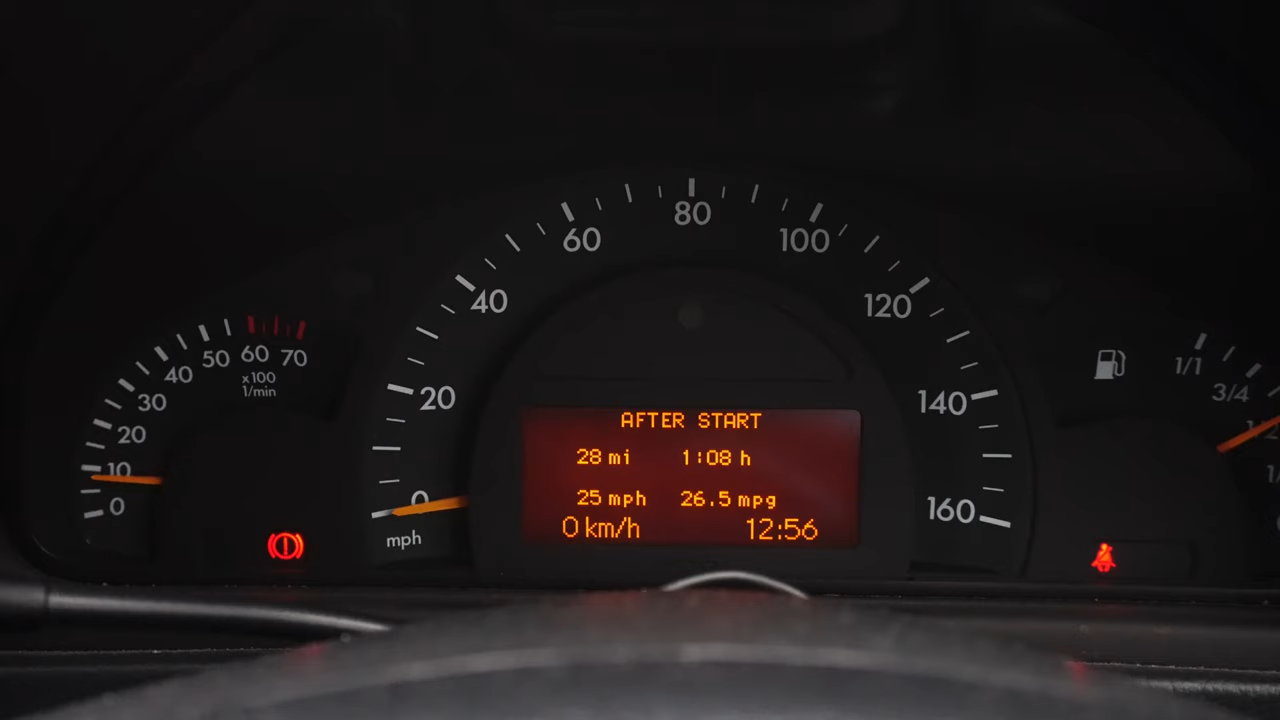 80
60
100
40
120
20
140
0
160
mph
50 60 70
40
x100
1/min
30
20
10
0
1/1
3/4
AFTER START
28 mi 1:08 h
25 mph 26.5 mpg
0 km/h 12:56